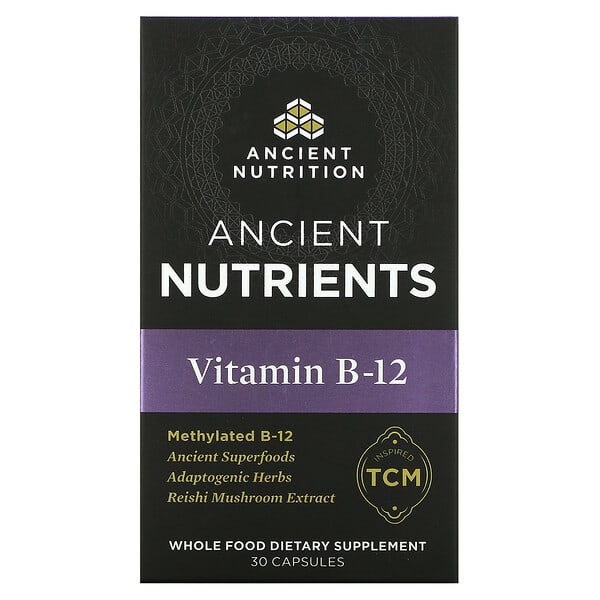 ANCIENT
NUTRITION
ANCIENT
NUTRIENTS
Vitamin B-12
Methylated B-12
Ancient Superfoods
Adaptogenic Herbs
Reishi Mushroom Extract
INSPIRED
TCM
WHOLE FOOD DIETARY SUPPLEMENT
30 CAPSULES